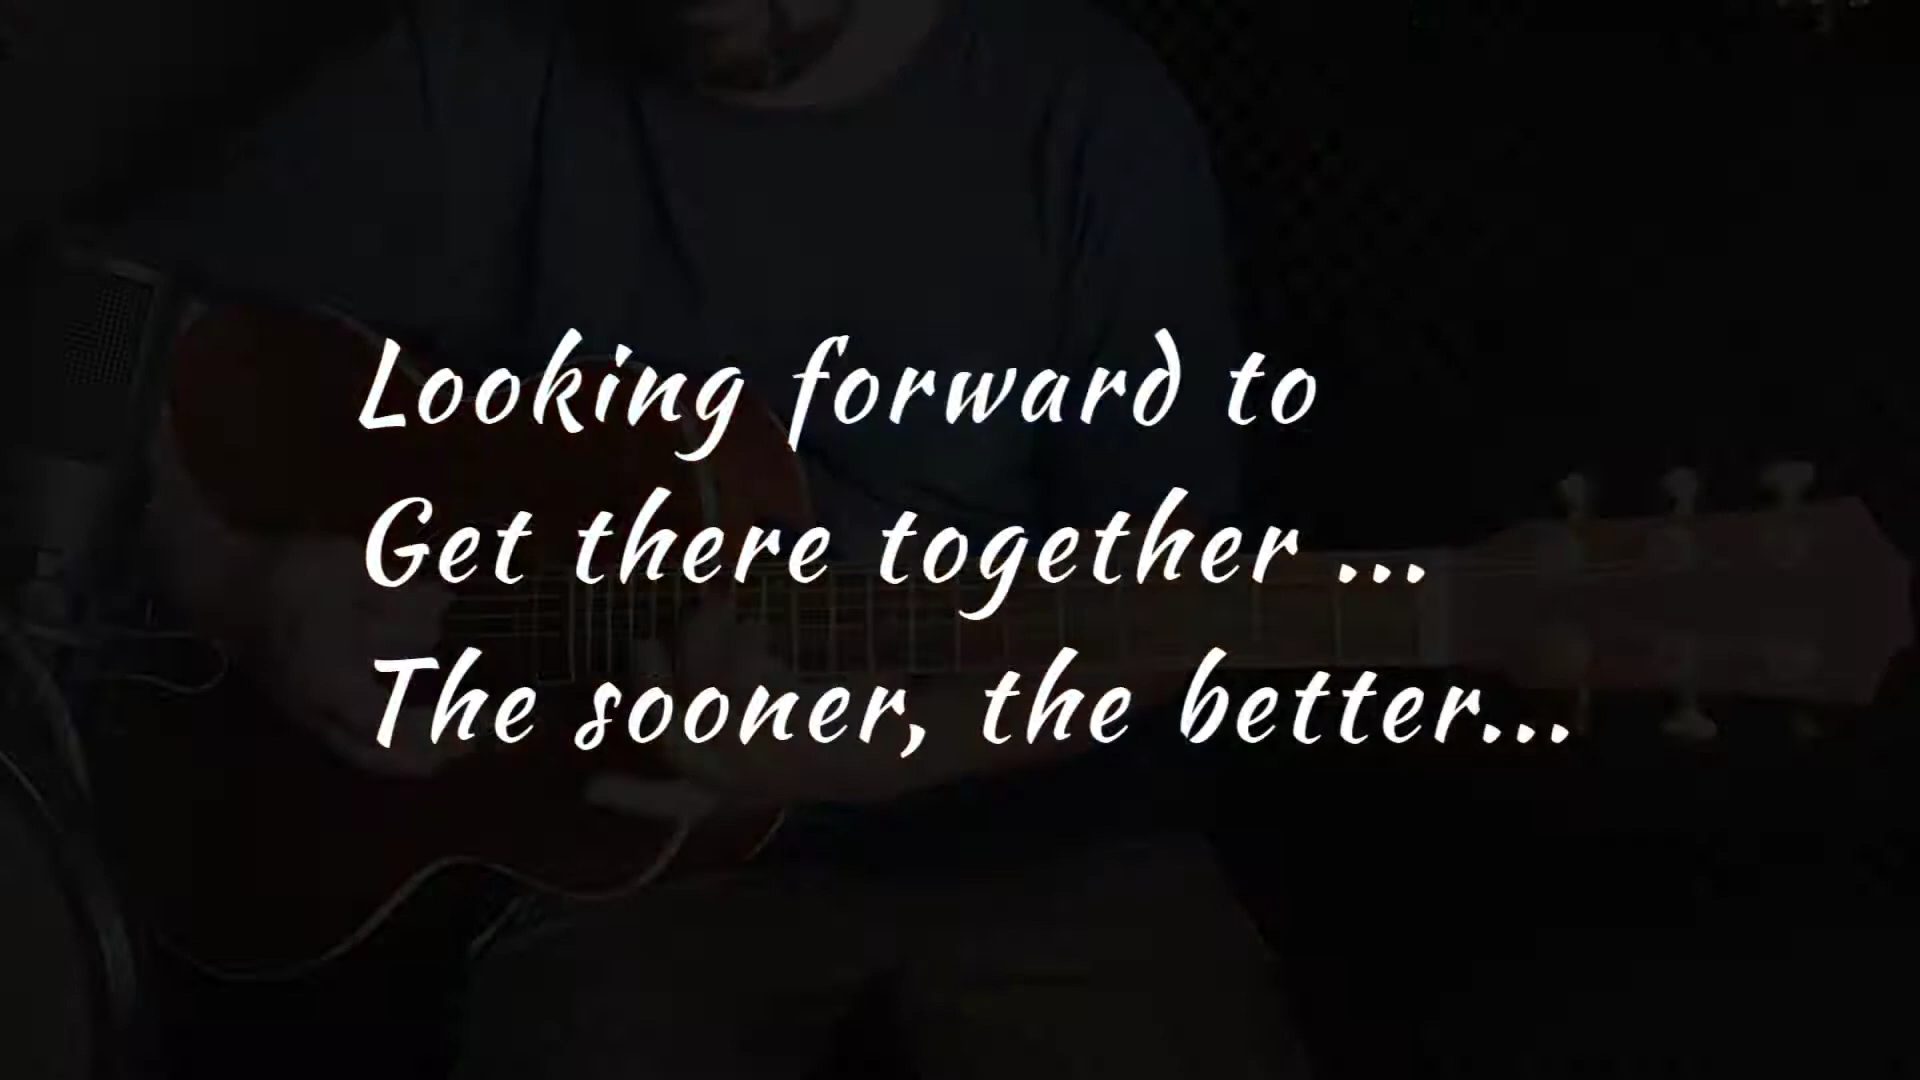 Looking forward to
Get there together ...
The sooner, the better...